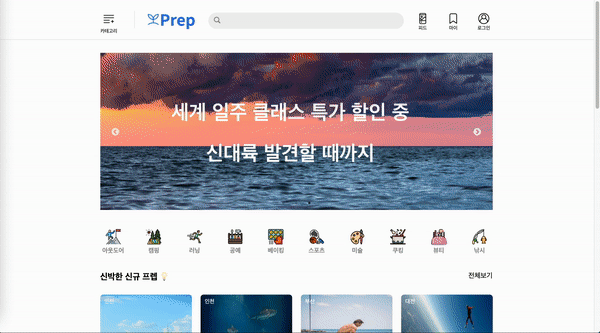 카테고리
Prep
피드
마이
로그인
세계 일주 클래스 특가 할인 중
신대륙 발견할 때까지
아웃도어
캠핑
러닝
공예
베이킹
스포츠
미술
쿠킹
뷰티
낚시
신박한 신규 프렙
전체보기
인천
인천
부산
대전